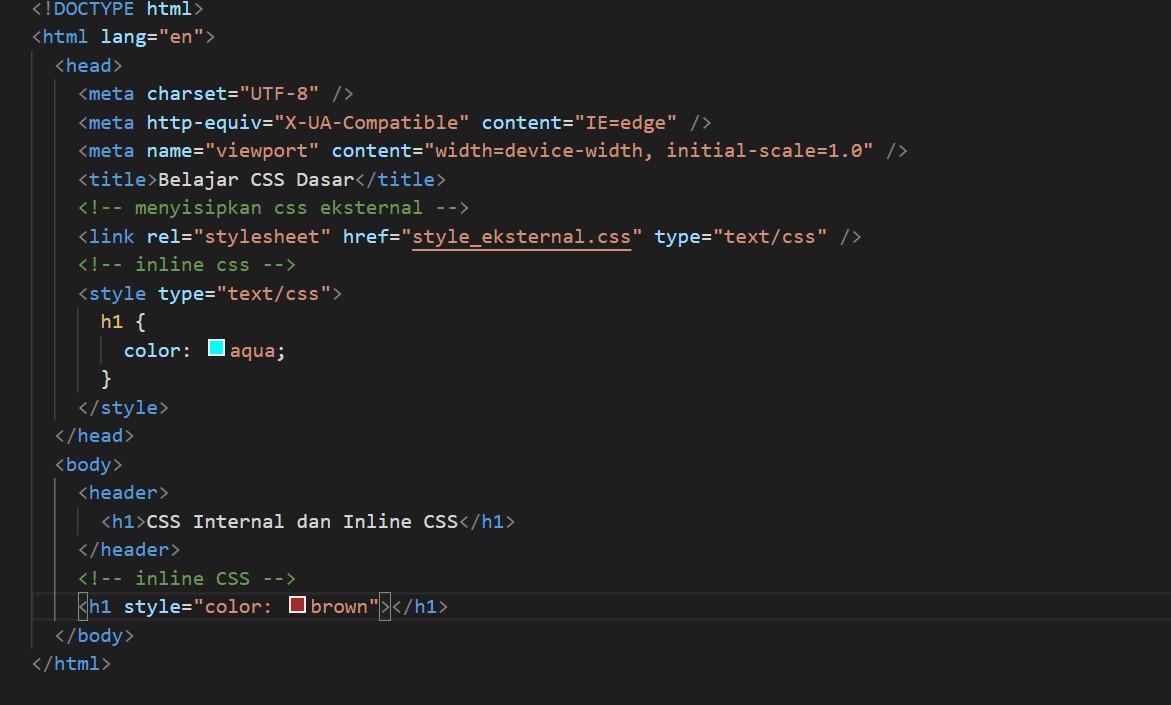 <!DOCTYPE html>
<html lang="en">
<head>
<meta charset="UTF-8" />
<meta http-equiv="X-UA-Compatible" content="IE=edge" />
<meta name="viewport" content="width=device-width, initial-scale=1.0" />
<title>Belajar CSS Dasar</title>
<!-- menyisipkan css eksternal -->
<link rel="stylesheet" href="style_eksternal.css" type="text/css" />
<!-- inline css -->
<style type="text/css">
h1 {
color: aqua;
}
</style>
</head>
<body>
<header>
<h1>CSS Internal dan Inline CSS</h1>
</header>
<!-- inline CSS -->
<h1 style="color: brown"></h1>
</body>
</html>